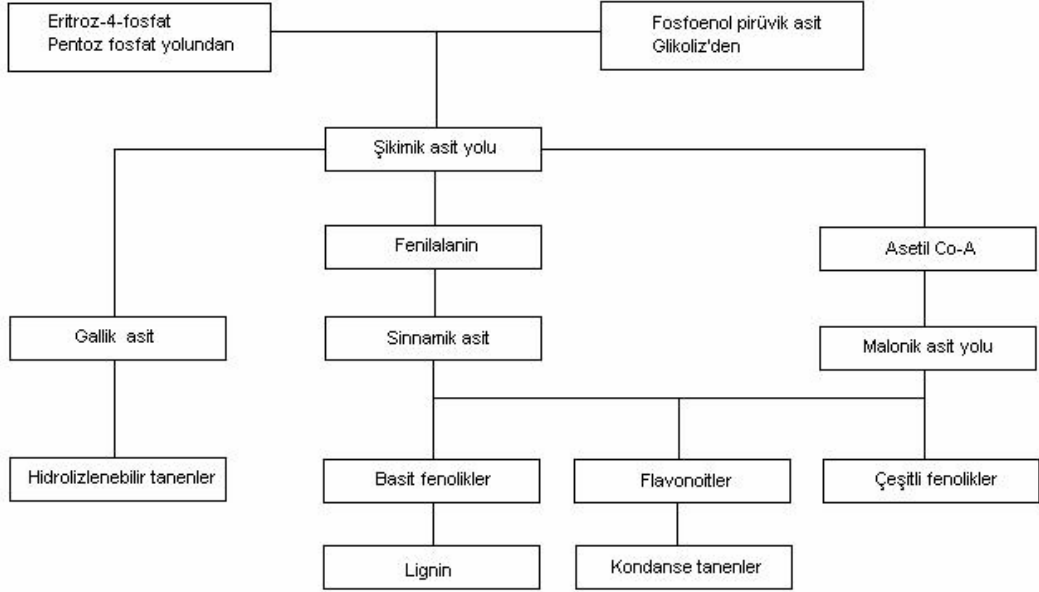 Eritroz-4-fosfat
Pentoz fosfat yolundan
Fosfoenol pirüvik asit
Glikoliz'den
Şikimik asit yolu
Fenilalanin
Asetil Co-A
Gallik asit
Sinnamik asit
Malonik asit yolu
Hidrolizlenebilir tanenler
Basit fenolikler
Flavonoitler
Çeşitli fenolikler
Lignin
Kondanse tanenler